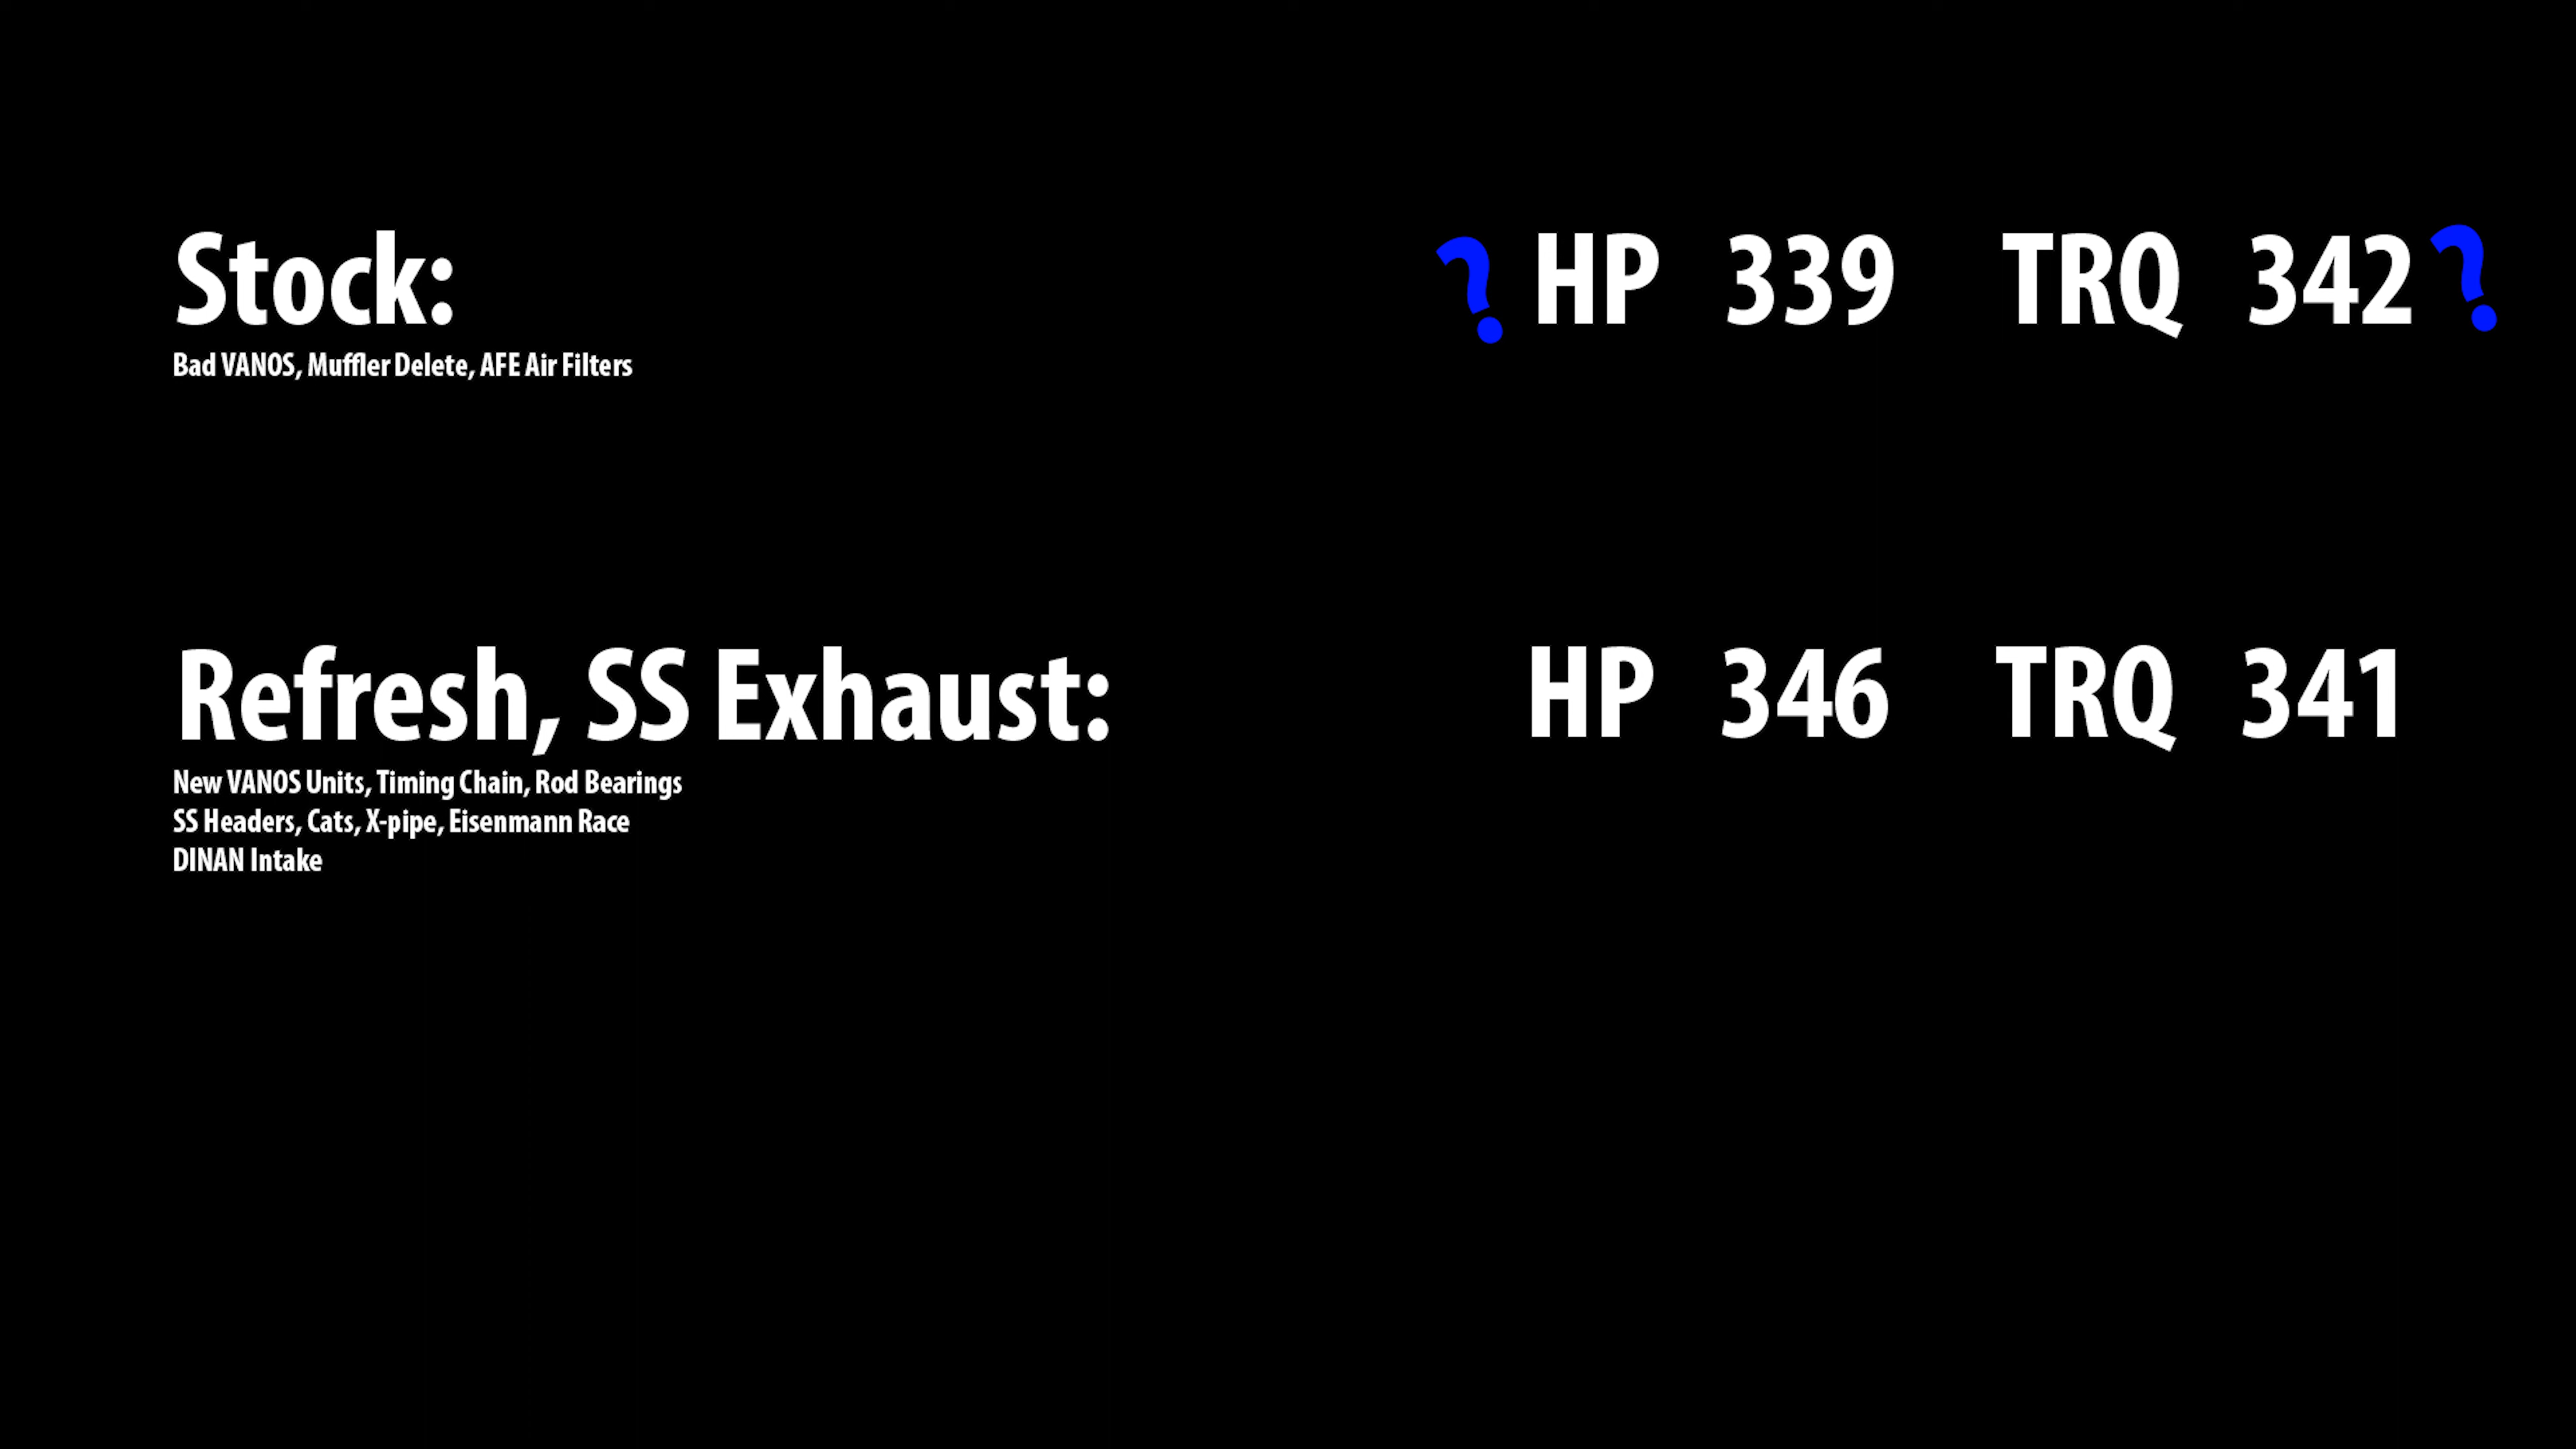 Stock: ? HP 339 TRQ 342 ?
Bad VANOS, Muffler Delete, AFE Air Filters
Refresh, SS Exhaust: HP 346 TRQ 341
New VANOS Units, Timing Chain, Rod Bearings
SS Headers, Cats, X-pipe, Eisenmann Race
DINAN Intake